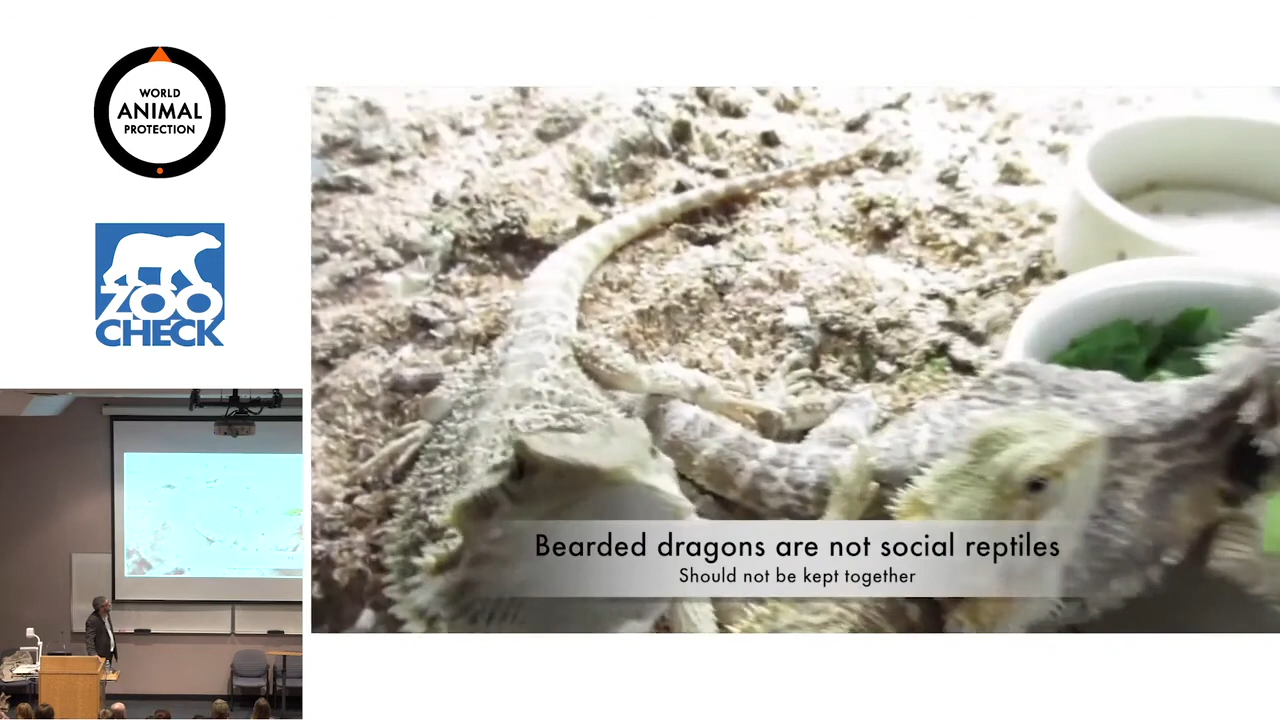 WORLD
ANIMAL
PROTECTION
ZOO
CHECK
Bearded dragons are not social reptiles
Should not be kept together